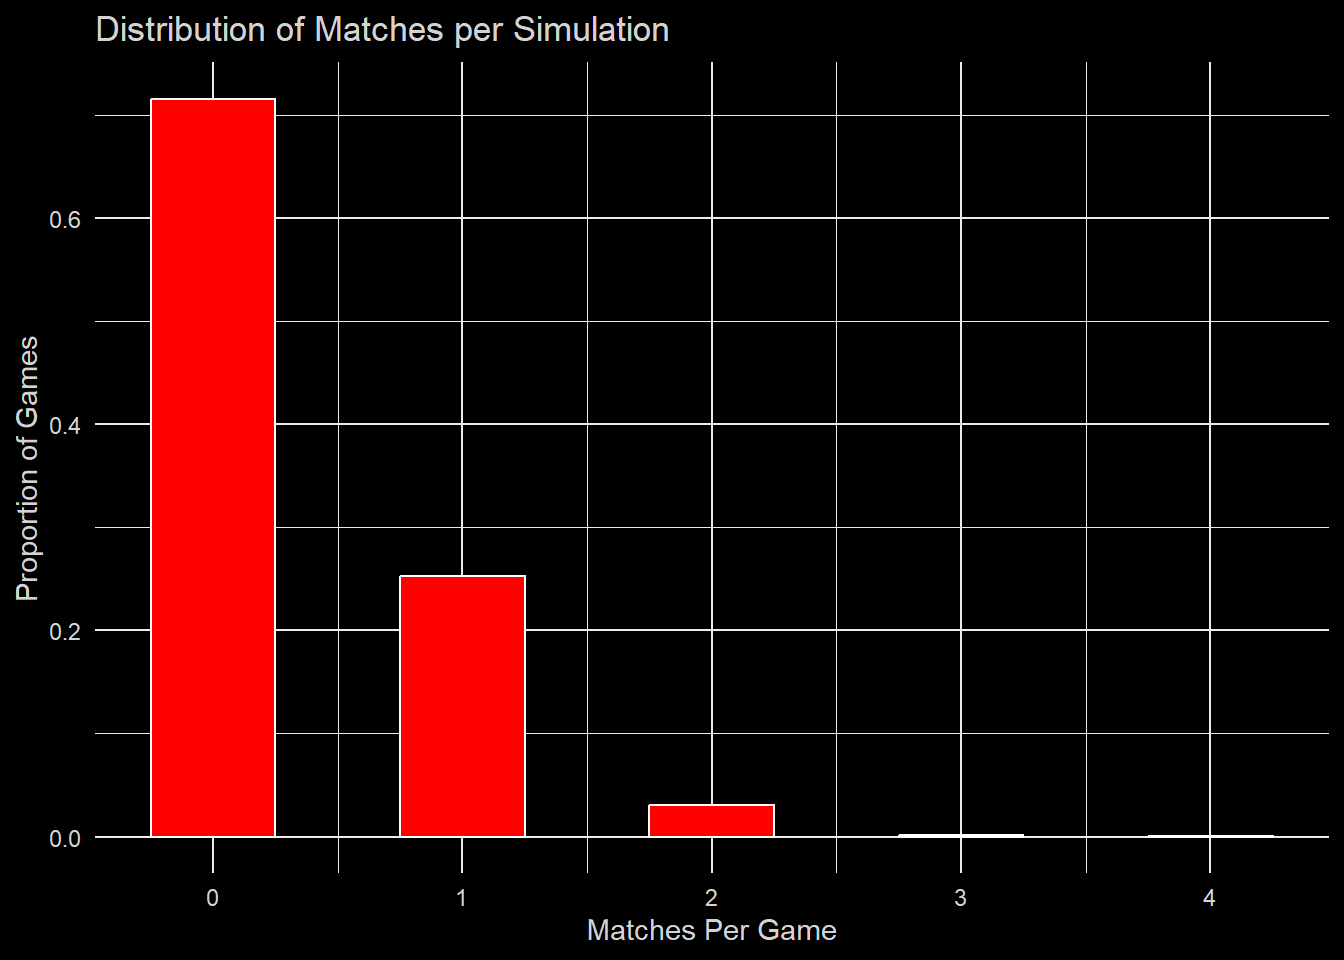 Distribution of Matches per Simulation
Proportion of Games
0.6
0.4
0.2
0.0
0 1 2 3 4
Matches Per Game